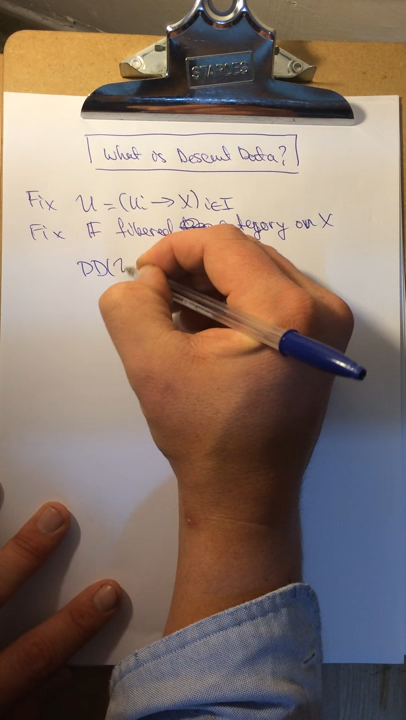 STAPLES
What is Descent Data?
Fix U = (Ui → X) i∈I
Fix F fibered category on X
DD(U